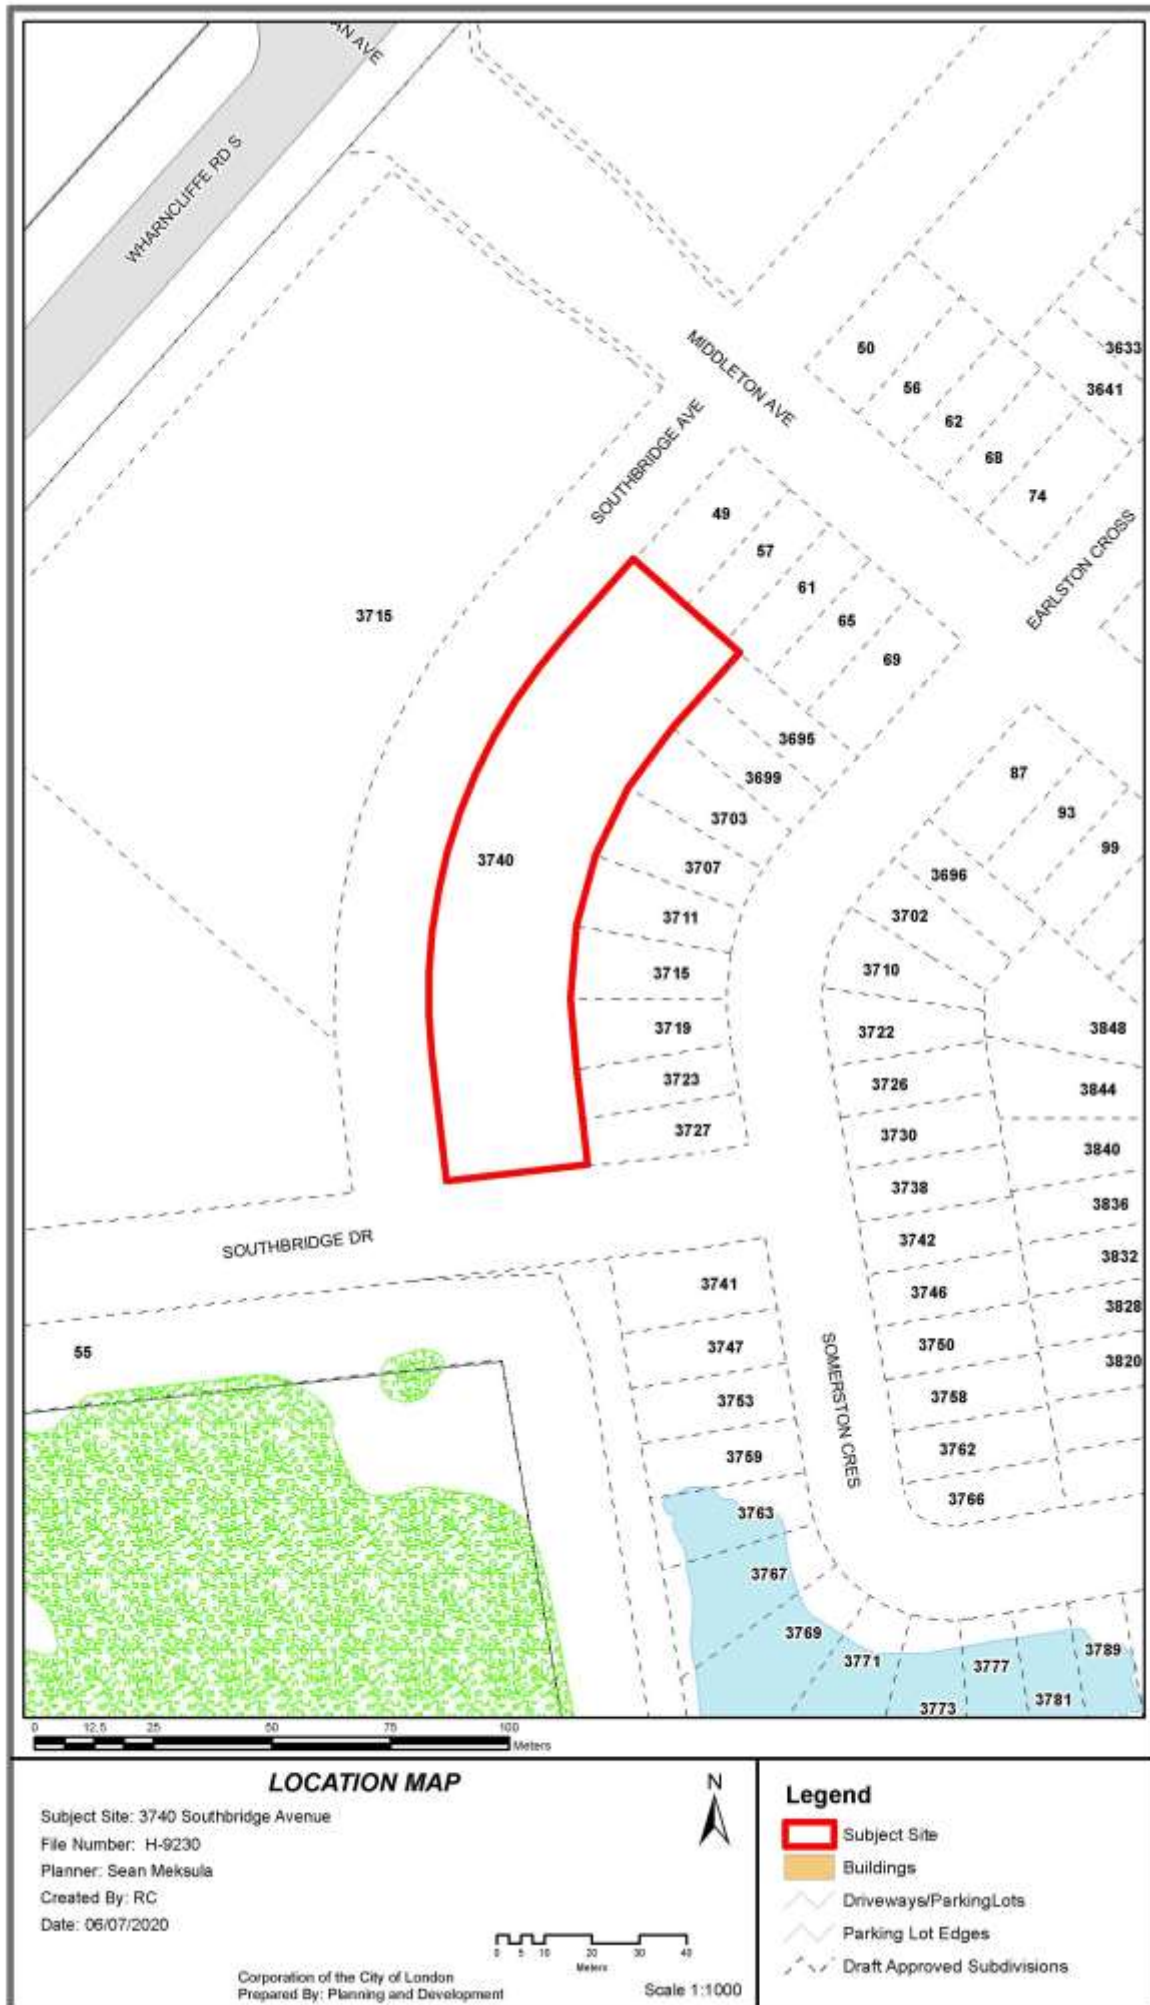 AN AVE
WHARNCLIFFE RD S
MIDDLETON AVE
SOUTHBRIDGE AVE
EARLSTON CROSS
50
56
62
68
74
3633
3641
49
57
61
65
69
3715
3740
3695
3699
3703
3707
3711
3715
3719
3723
3727
87
93
99
3696
3702
3710
3722
3726
3730
3738
3742
3746
3750
3758
3762
3766
3848
3844
3840
3836
3832
3828
3820
SOUTHBRIDGE DR
55
SOMERSTON CRES
3741
3747
3753
3759
3763
3767
3769
3771
3773
3777
3781
3789
0 12.5 25 50 75 100
Meters
LOCATION MAP
Subject Site: 3740 Southbridge Avenue
File Number: H-9230
Planner: Sean Meksula
Created By: RC
Date: 06/07/2020
N
0 5 10 20 30 40
Meters
Corporation of the City of London
Prepared By: Planning and Development
Scale 1:1000
Legend
Subject Site
Buildings
Driveways/ParkingLots
Parking Lot Edges
Draft Approved Subdivisions